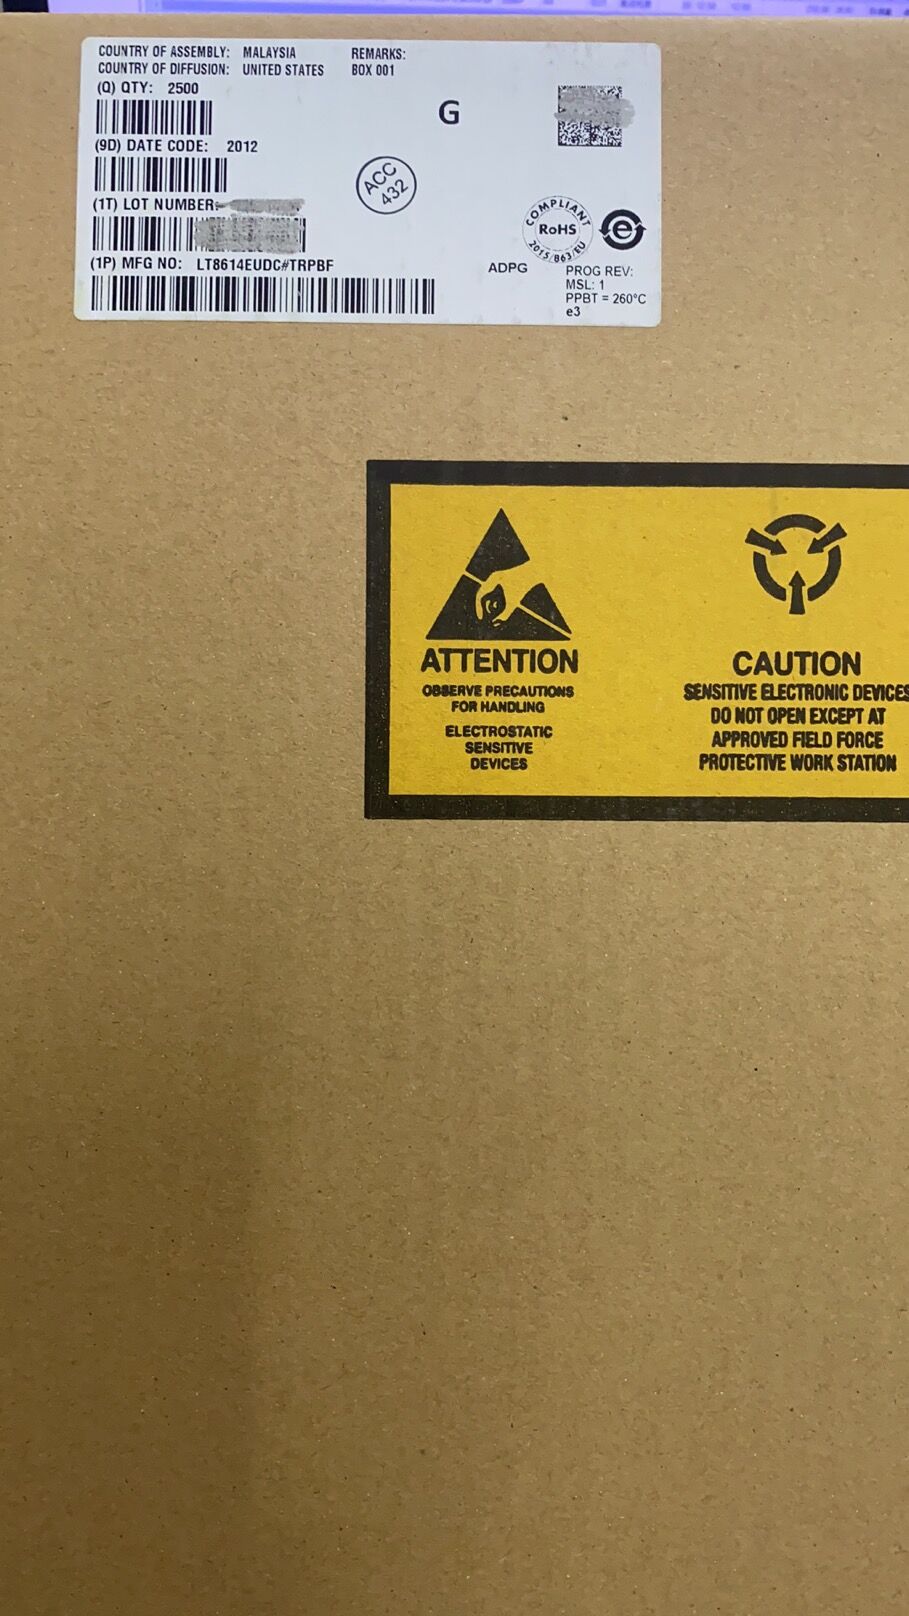 COUNTRY OF ASSEMBLY: MALAYSIA
REMARKS:
COUNTRY OF DIFFUSION: UNITED STATES
BOX 001
(Q) QTY: 2500
G
(9D) DATE CODE: 2012
ACC
432
(1T) LOT NUMBER:
COMPLIANT
RoHS
2015/863/EU
e
(1P) MFG NO: LT8614EUDC#TRPBF
ADPG
PROG REV:
MSL: 1
PPBT = 260°C
e3
ATTENTION
OBSERVE PRECAUTIONS
FOR HANDLING
ELECTROSTATIC
SENSITIVE
DEVICES
CAUTION
SENSITIVE ELECTRONIC DEVICES
DO NOT OPEN EXCEPT AT
APPROVED FIELD FORCE
PROTECTIVE WORK STATION